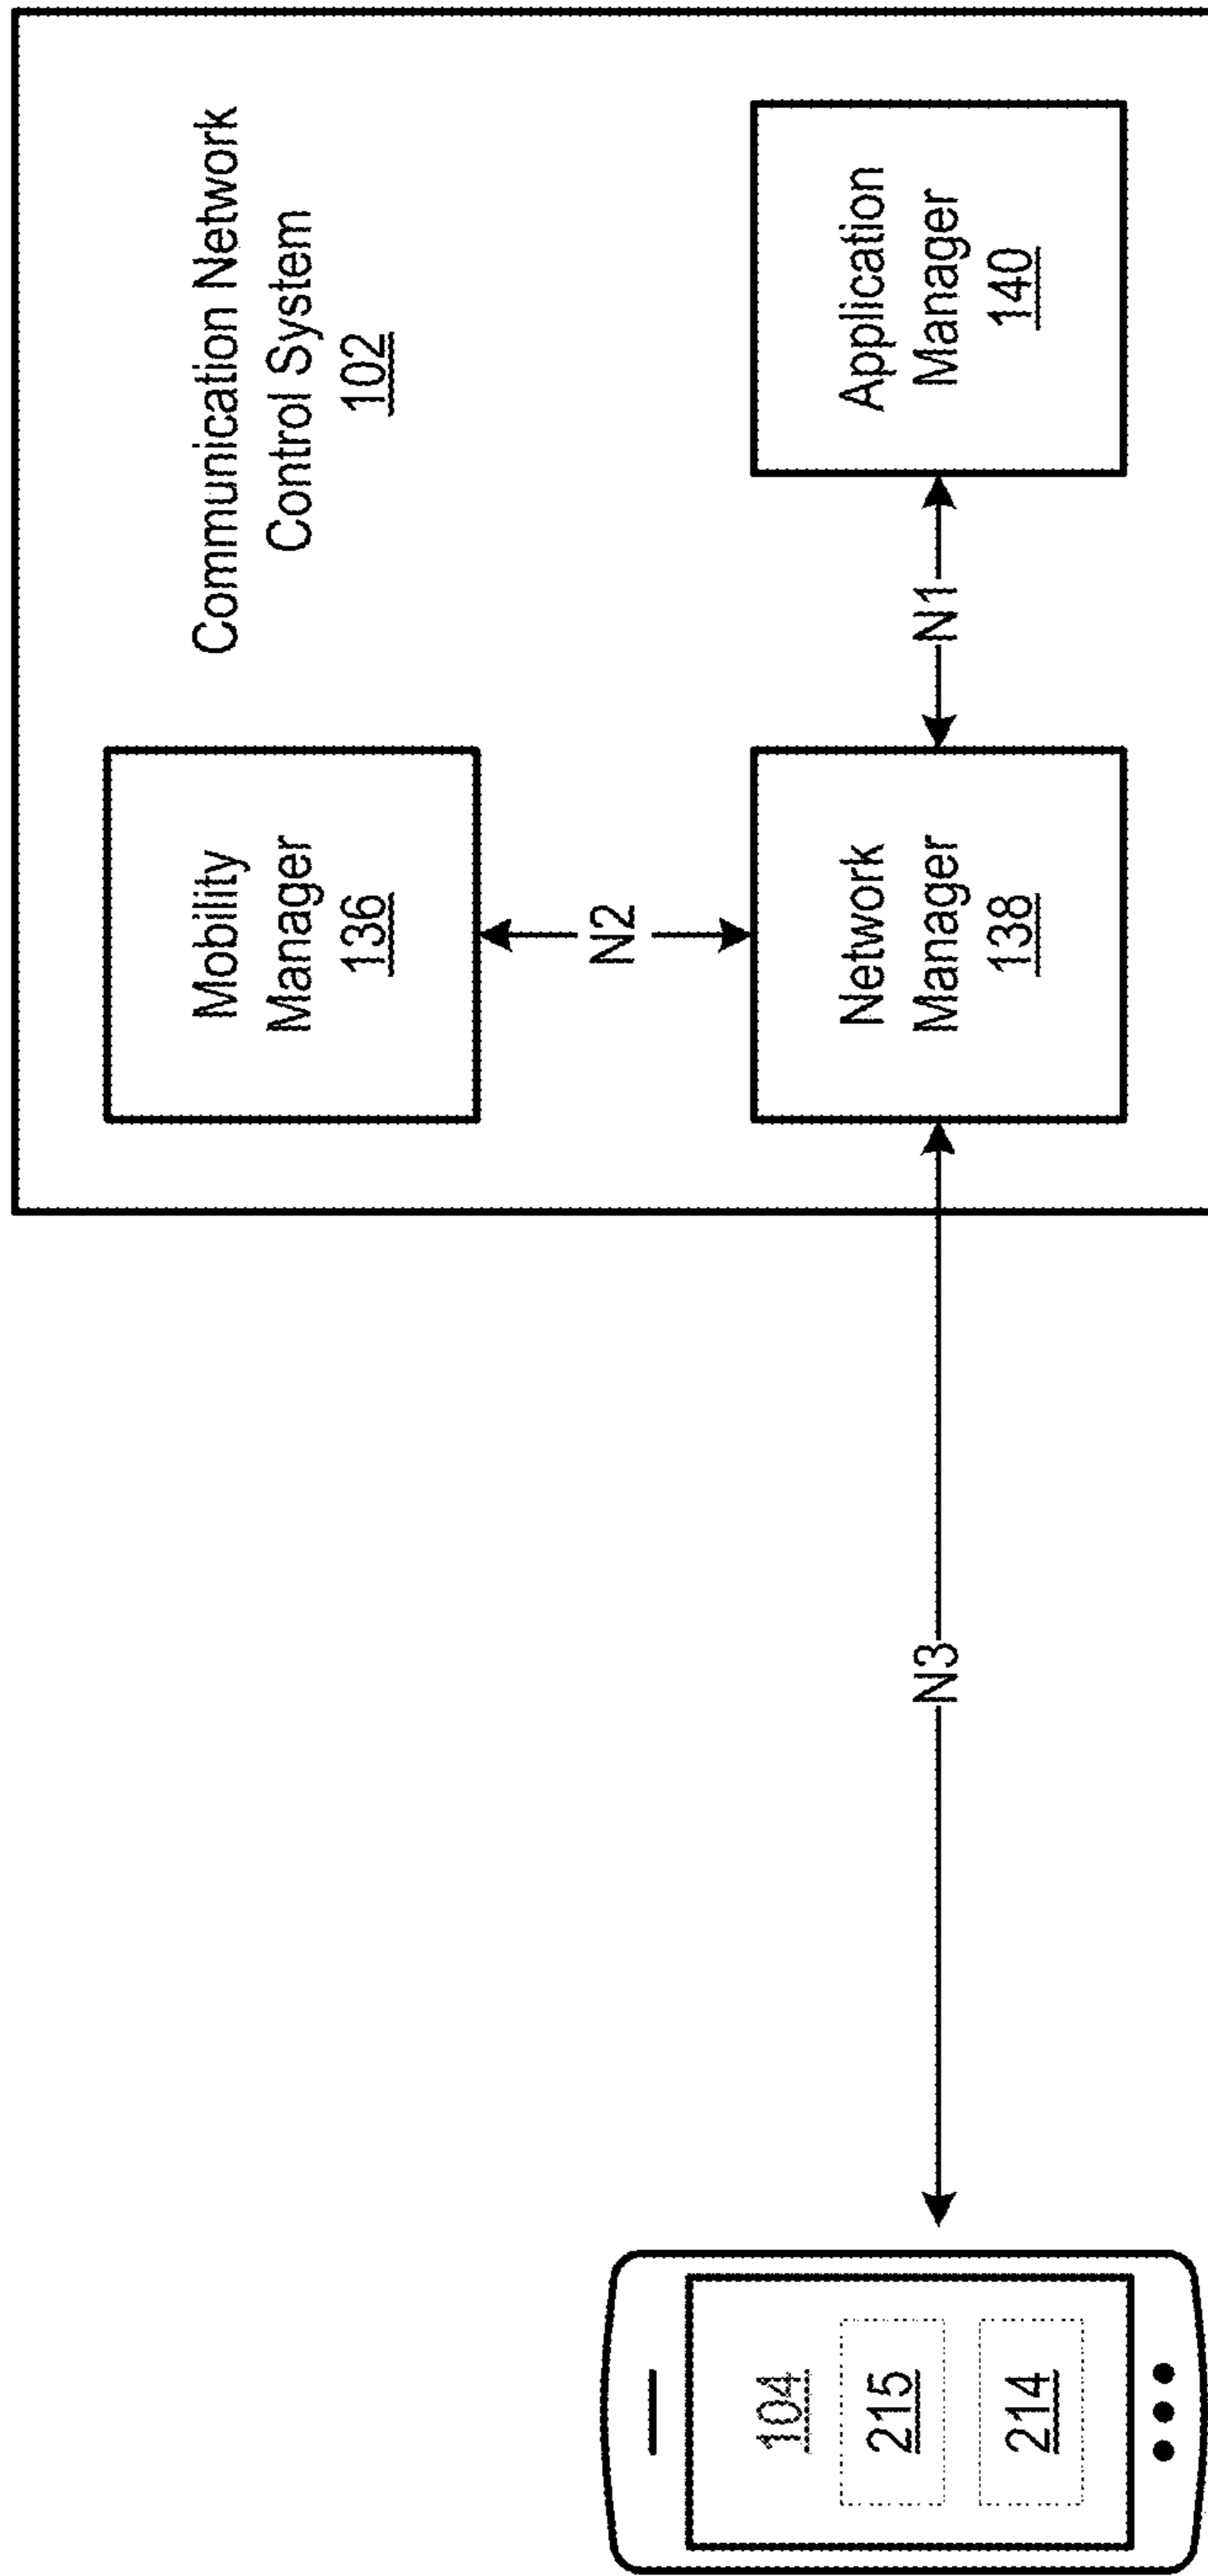 Communication Network
Control System
102
Mobility
Manager
136
N2
Network
Manager
138
N1
Application
Manager
140
N3
104
215
214